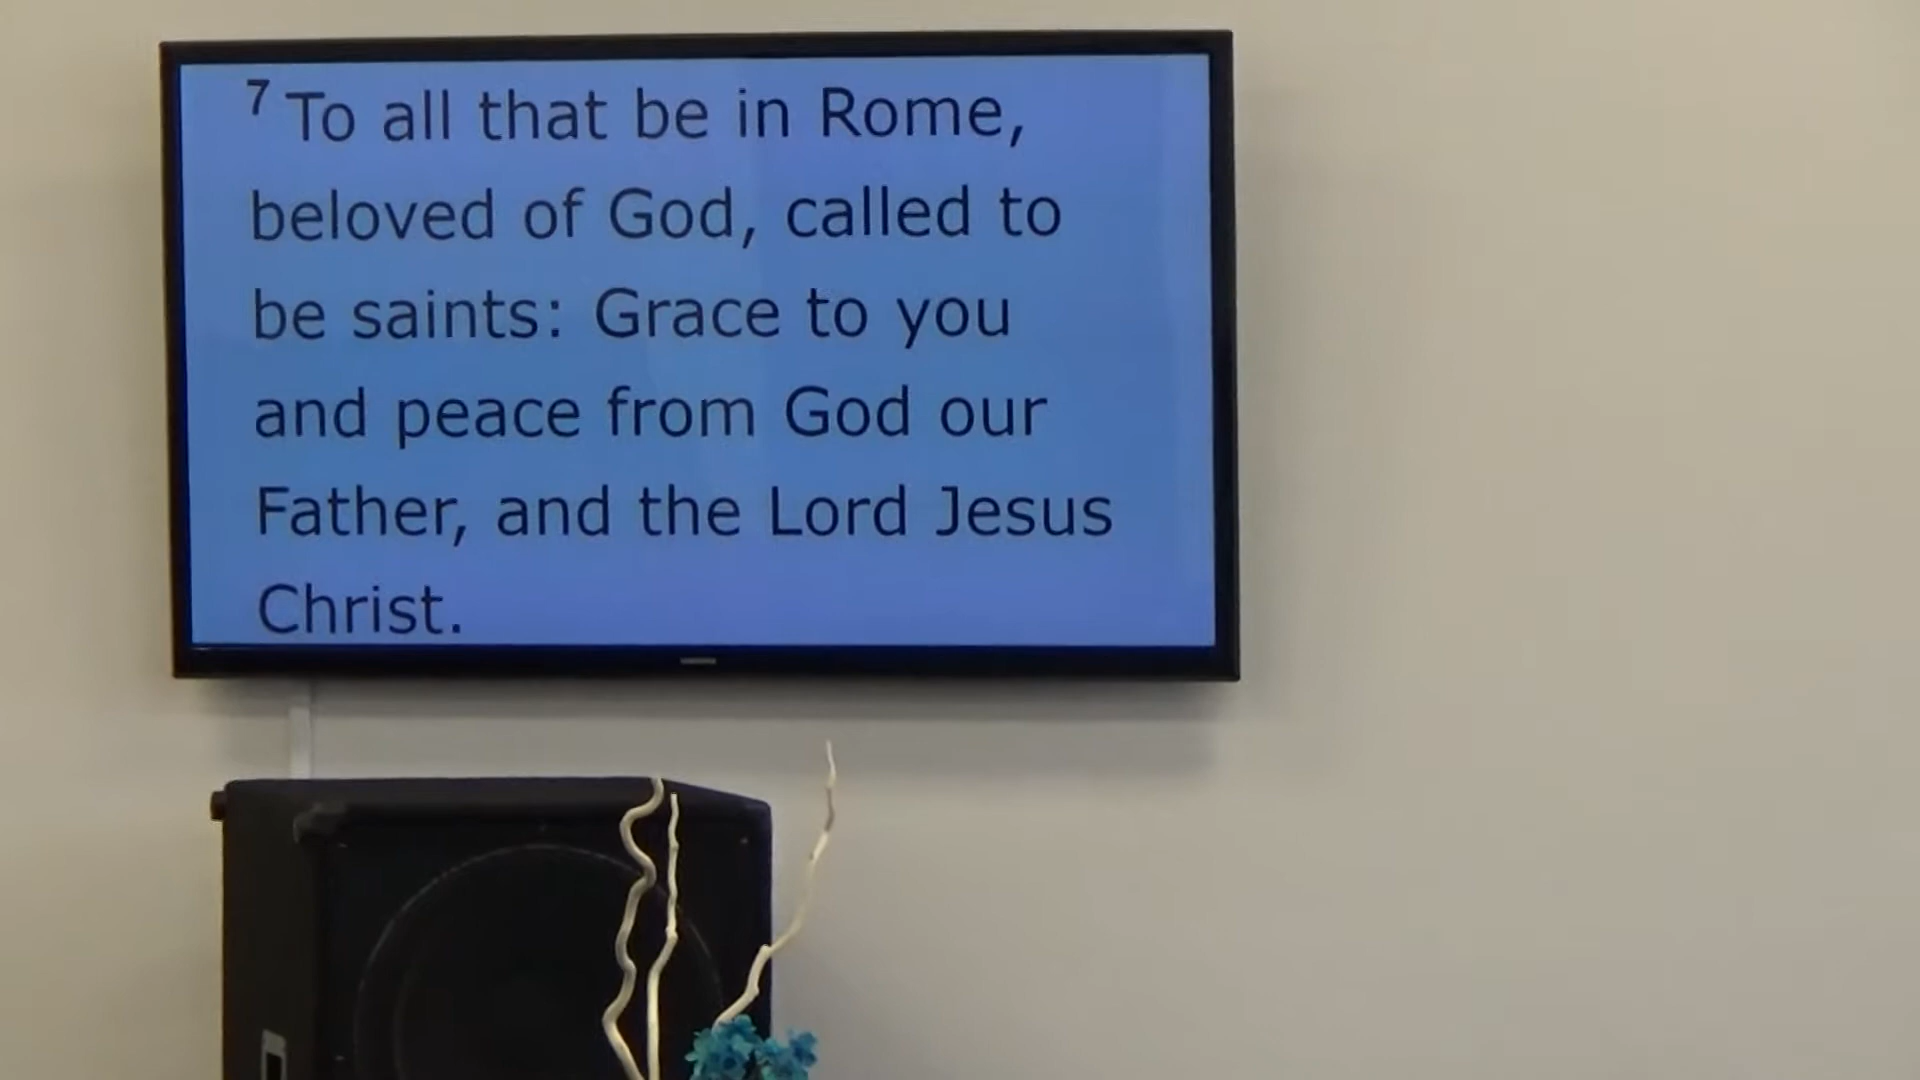 7 To all that be in Rome,
beloved of God, called to
be saints: Grace to you
and peace from God our
Father, and the Lord Jesus
Christ.